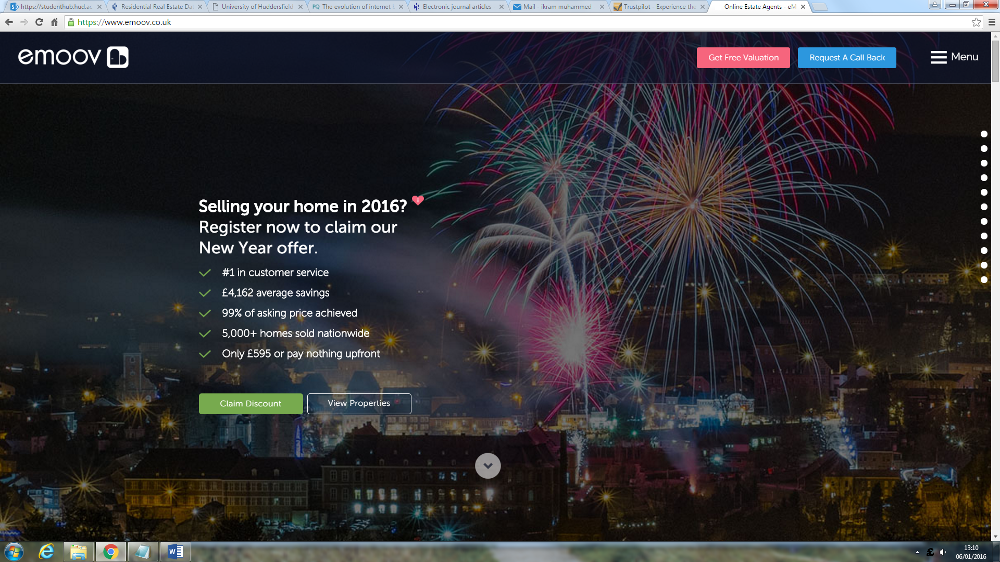 https://studenthub.hud.ac.
Residential Real Estate Dat
University of Huddersfield
PQ The evolution of internet b
Electronic journal articles -
Mail - ikram muhammed -
Trustpilot - Experience the
Online Estate Agents - eM
https://www.emoov.co.uk
emoov
Get Free Valuation
Request A Call Back
Menu
Selling your home in 2016?
Register now to claim our
New Year offer.
#1 in customer service
£4,162 average savings
99% of asking price achieved
5,000+ homes sold nationwide
Only £595 or pay nothing upfront
Claim Discount
View Properties
13:10
06/01/2016